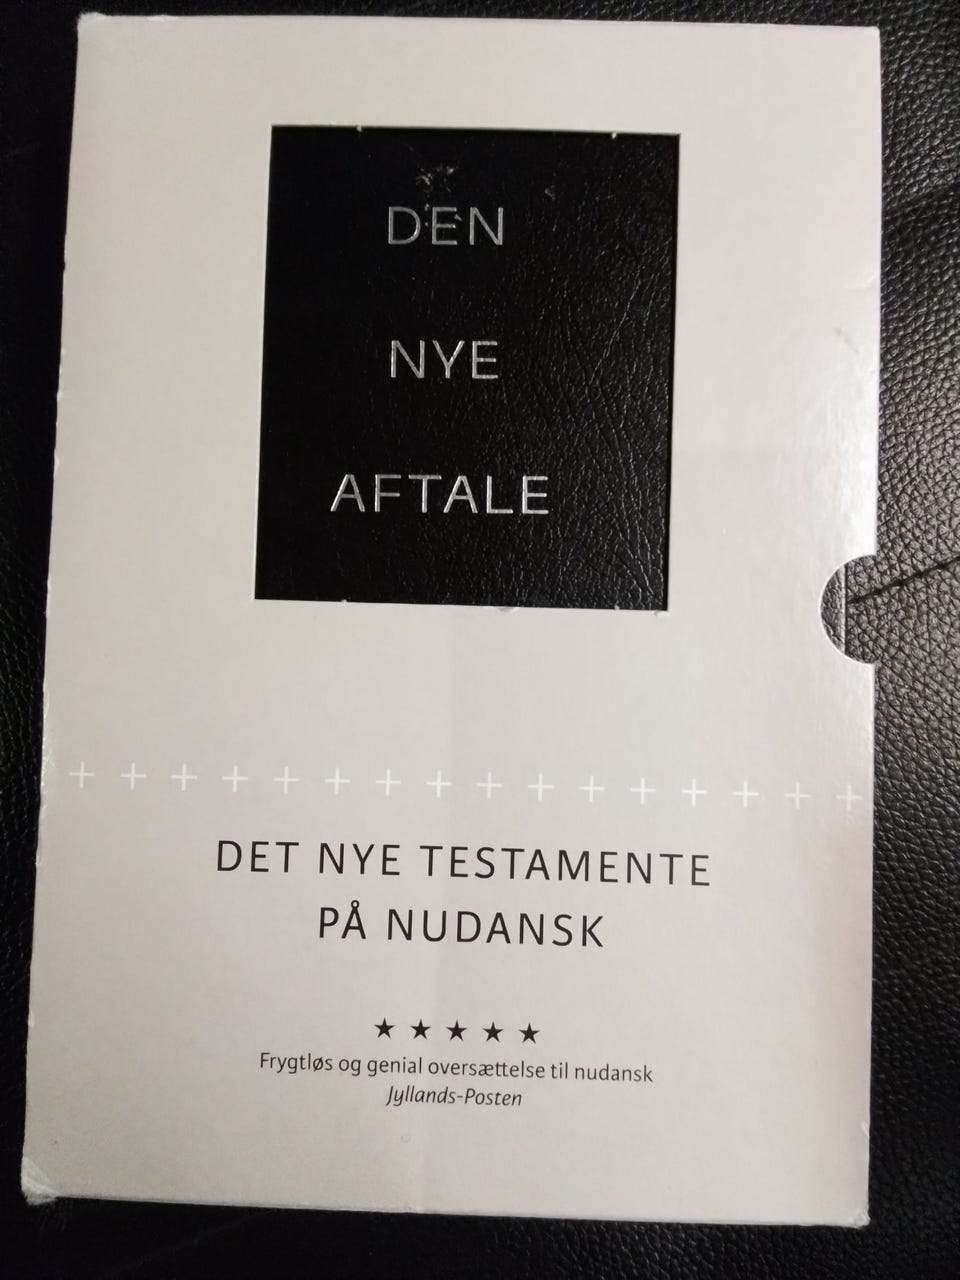 DEN
NYE
AFTALE
+ + + + + + + + + + + + + + + +
DET NYE TESTAMENTE
PÅ NUDANSK
★ ★ ★ ★ ★
Frygtløs og genial oversættelse til nudansk
Jyllands-Posten